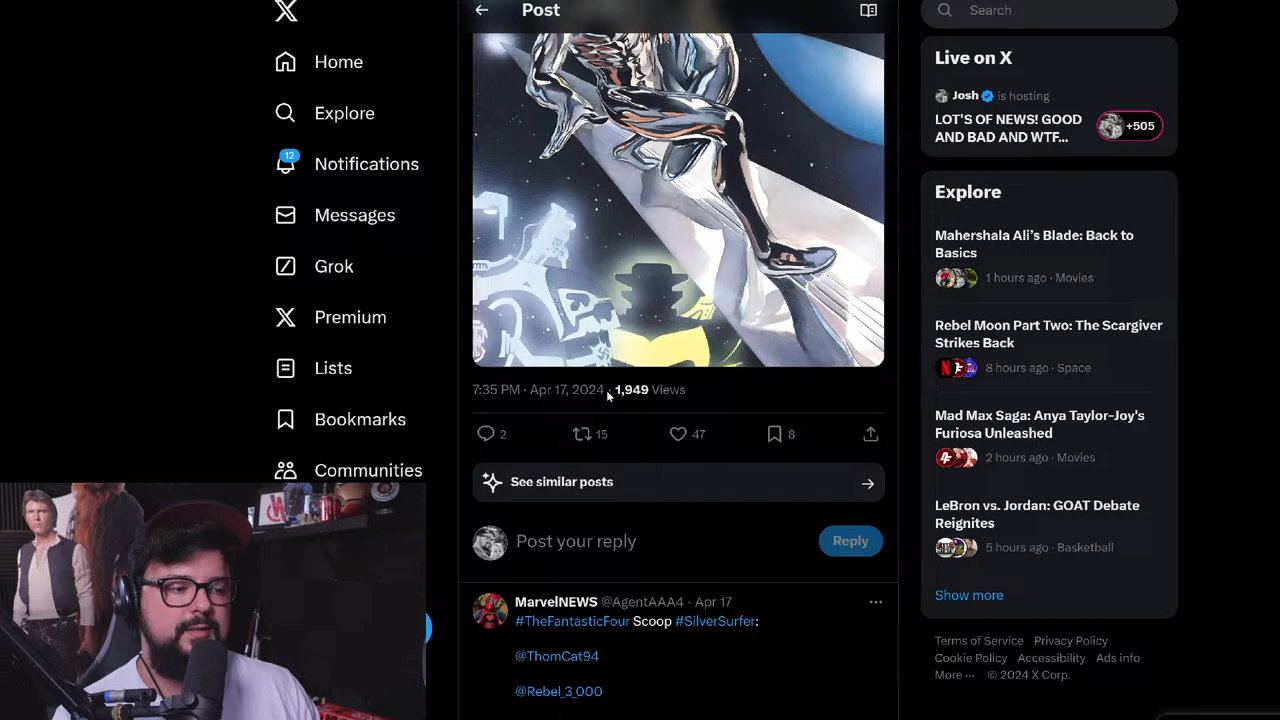 Home
Explore
Notifications
12
Messages
Grok
Premium
Lists
Bookmarks
Communities
Post
7:35 PM · Apr 17, 2024 · 1,949 Views
2
15
47
8
See similar posts
Post your reply
Reply
MarvelNEWS @AgentAAA4 · Apr 17
#TheFantasticFour Scoop #SilverSurfer:
@ThomCat94
@Rebel_3_000
Search
Live on X
Josh is hosting
LOT'S OF NEWS! GOOD
AND BAD AND WTF...
+505
Explore
Mahershala Ali's Blade: Back to
Basics
1 hours ago · Movies
Rebel Moon Part Two: The Scargiver
Strikes Back
8 hours ago · Space
Mad Max Saga: Anya Taylor-Joy's
Furiosa Unleashed
2 hours ago · Movies
LeBron vs. Jordan: GOAT Debate
Reignites
5 hours ago · Basketball
Show more
Terms of Service Privacy Policy
Cookie Policy Accessibility Ads info
More ··· © 2024 X Corp.